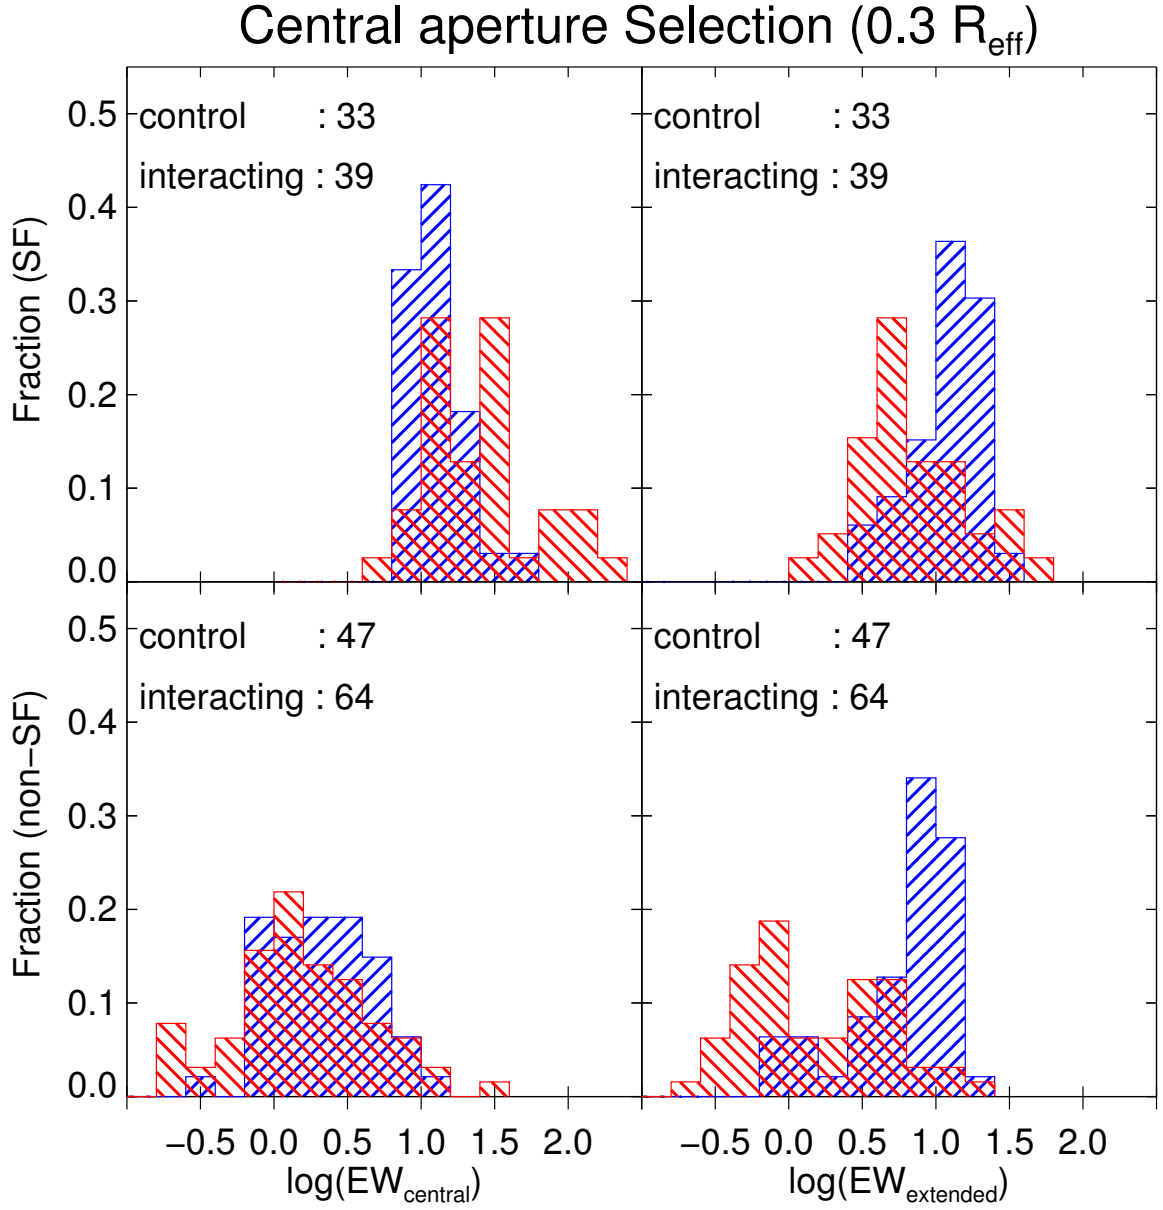 Central aperture Selection (0.3 R_eff)
control : 33
interacting : 39
control : 33
interacting : 39
Fraction (SF)
0.5
0.4
0.3
0.2
0.1
0.0
control : 47
interacting : 64
control : 47
interacting : 64
Fraction (non−SF)
0.5
0.4
0.3
0.2
0.1
0.0
−0.5 0.0 0.5 1.0 1.5 2.0
−0.5 0.0 0.5 1.0 1.5 2.0
log(EW_central)
log(EW_extended)